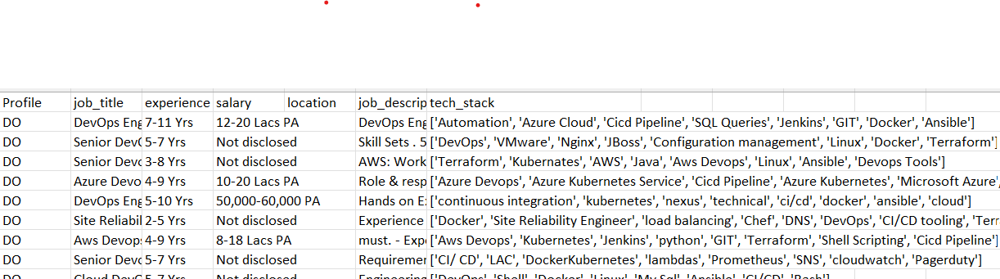 Profile job_title experience salary location job_descrip tech_stack
DO DevOps Eng 7-11 Yrs 12-20 Lacs PA DevOps Eng ['Automation', 'Azure Cloud', 'Cicd Pipeline', 'SQL Queries', 'Jenkins', 'GIT', 'Docker', 'Ansible']
DO Senior DevO 5-7 Yrs Not disclosed Skill Sets . 5 ['DevOps', 'VMware', 'Nginx', 'JBoss', 'Configuration management', 'Linux', 'Docker', 'Terraform']
DO Senior DevO 3-8 Yrs Not disclosed AWS: Work ['Terraform', 'Kubernates', 'AWS', 'Java', 'Aws Devops', 'Linux', 'Ansible', 'Devops Tools']
DO Azure Devo 4-9 Yrs 10-20 Lacs PA Role & resp ['Azure Devops', 'Azure Kubernetes Service', 'Cicd Pipeline', 'Azure Kubernetes', 'Microsoft Azure',
DO DevOps Eng 5-10 Yrs 50,000-60,000 PA Hands on E ['continuous integration', 'kubernetes', 'nexus', 'technical', 'ci/cd', 'docker', 'ansible', 'cloud']
DO Site Reliabil 2-5 Yrs Not disclosed Experience ['Docker', 'Site Reliability Engineer', 'load balancing', 'Chef', 'DNS', 'DevOps', 'CI/CD tooling', 'Terr
DO Aws Devops 4-9 Yrs 8-18 Lacs PA must. - Expe ['Aws Devops', 'Kubernetes', 'Jenkins', 'python', 'GIT', 'Terraform', 'Shell Scripting', 'Cicd Pipeline']
DO Senior DevO 5-7 Yrs Not disclosed Requiremen ['CI/ CD', 'LAC', 'DockerKubernetes', 'lambdas', 'Prometheus', 'SNS', 'cloudwatch', 'Pagerduty']
DO Cloud DevO 5-7 Yrs Not disclosed Engineering ['DevOps', 'Shell', 'Docker', 'Linux', 'My Sql', 'Ansible', 'CI/CD', 'Bash']